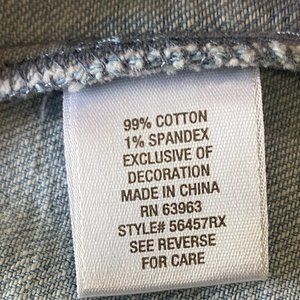 99% COTTON
1% SPANDEX
EXCLUSIVE OF
DECORATION
MADE IN CHINA
RN 63963
STYLE# 56457RX
SEE REVERSE
FOR CARE